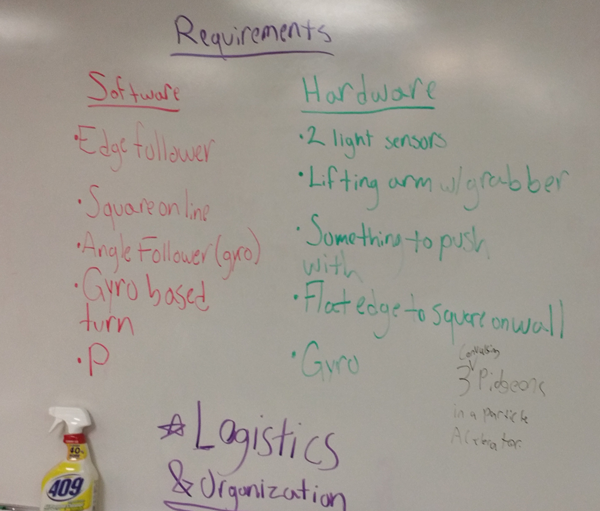 Requirements
Software
• Edge follower
• Square on line
• Angle Follower (gyro)
• Gyro based
turn
• P
Hardware
• 2 light sensors
• Lifting arm w/ grabber
• Something to push
with
• Flat edge to square on wall
• Gyro
3 Pidgeons
in a particle
☆ Logistics
& Organization
409